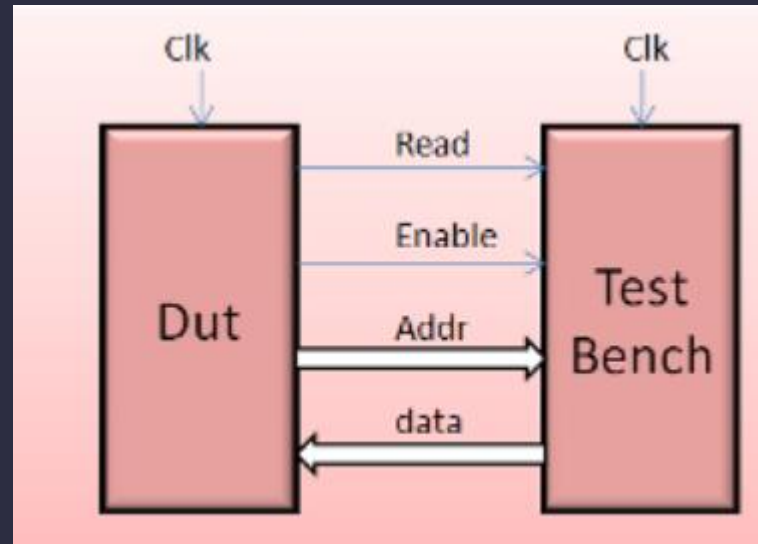 Clk
Clk
Read
Enable
Dut
Test
Bench
Addr
data